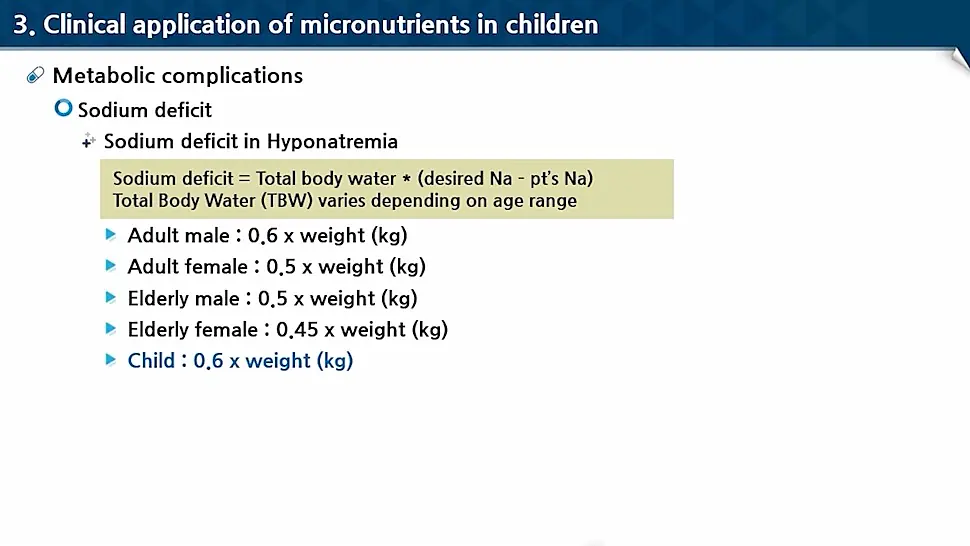 3. Clinical application of micronutrients in children
Metabolic complications
Sodium deficit
Sodium deficit in Hyponatremia
Sodium deficit = Total body water * (desired Na - pt's Na)
Total Body Water (TBW) varies depending on age range
Adult male : 0.6 x weight (kg)
Adult female : 0.5 x weight (kg)
Elderly male : 0.5 x weight (kg)
Elderly female : 0.45 x weight (kg)
Child : 0.6 x weight (kg)